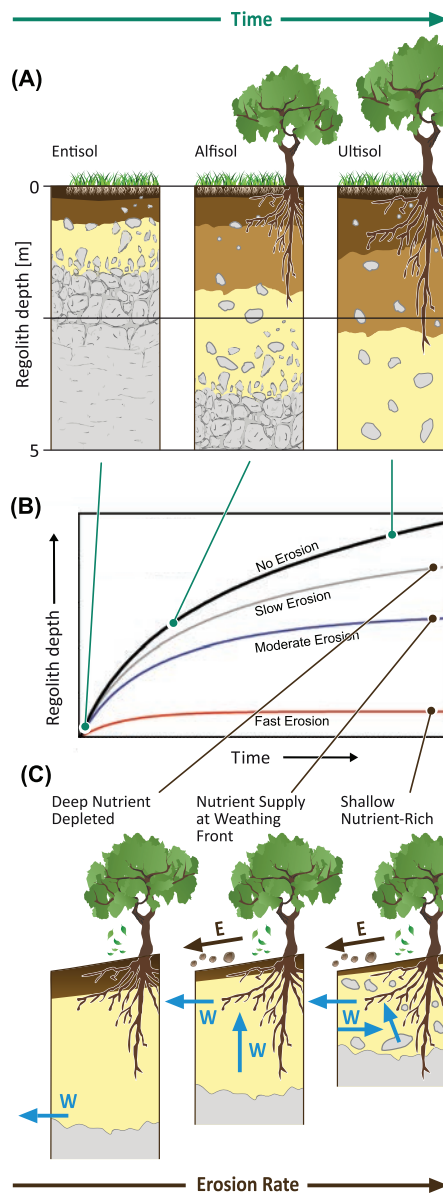 Time
(A)
Entisol
Alfisol
Ultisol
0
Regolith depth [m]
5
(B)
No Erosion
Slow Erosion
Moderate Erosion
Fast Erosion
Regolith depth
Time
(C)
Deep Nutrient
Depleted
Nutrient Supply
at Weathing
Front
Shallow
Nutrient-Rich
E
E
W
W
W
W
W
Erosion Rate